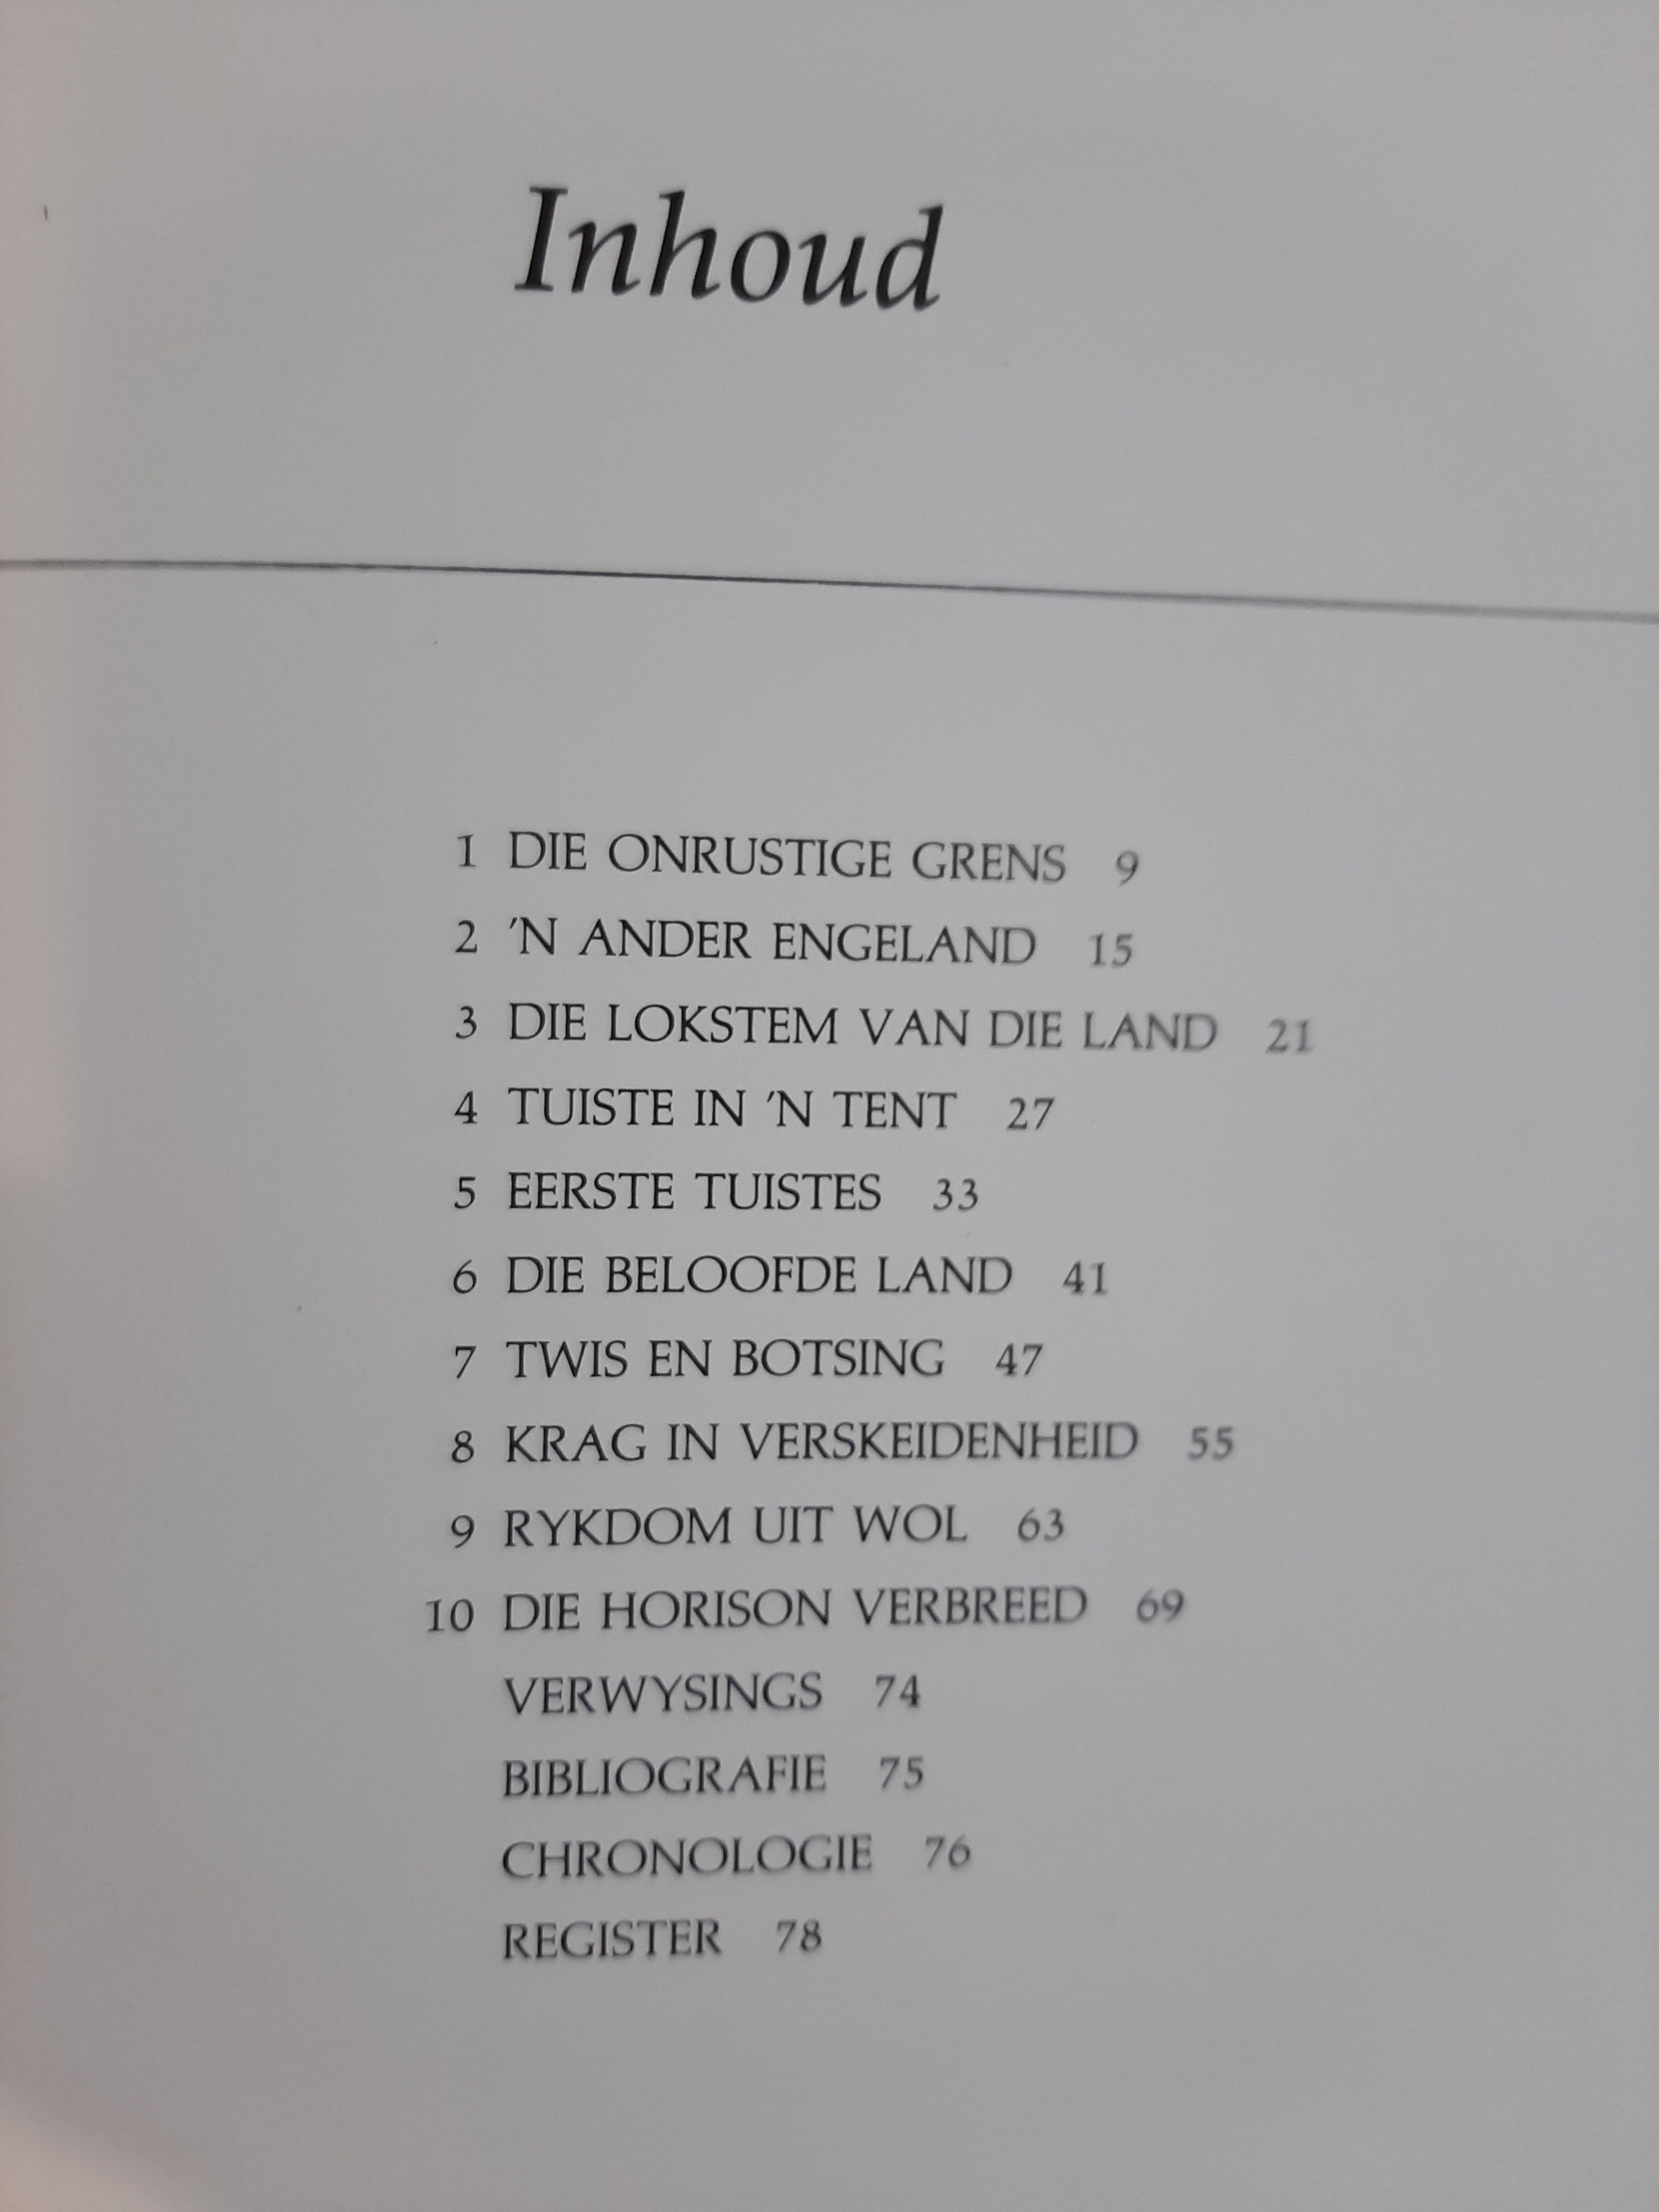 Inhoud
1 DIE ONRUSTIGE GRENS 9
2 'N ANDER ENGELAND 15
3 DIE LOKSTEM VAN DIE LAND 21
4 TUISTE IN 'N TENT 27
5 EERSTE TUISTES 33
6 DIE BELOOFDE LAND 41
7 TWIS EN BOTSING 47
8 KRAG IN VERSKEIDENHEID 55
9 RYKDOM UIT WOL 63
10 DIE HORISON VERBREED 69
VERWYSINGS 74
BIBLIOGRAFIE 75
CHRONOLOGIE 76
REGISTER 78